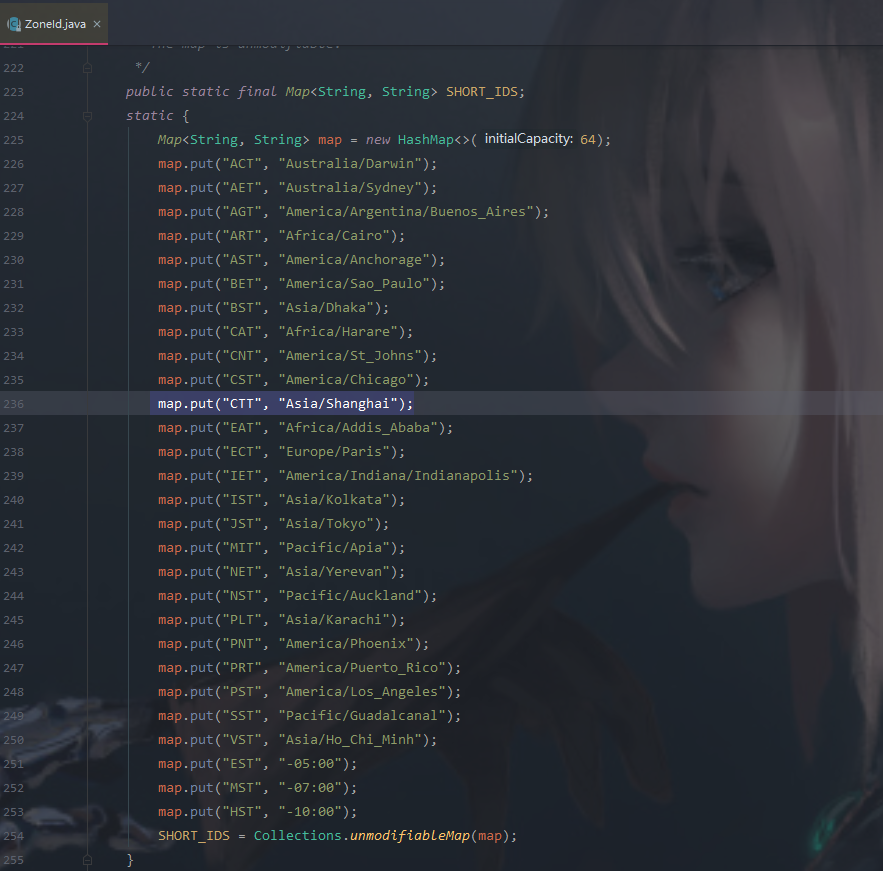 ZoneId.java ×
The map is unmodifiable.
222 */
223 public static final Map<String, String> SHORT_IDS;
224 static {
225 Map<String, String> map = new HashMap<>( initialCapacity: 64);
226 map.put("ACT", "Australia/Darwin");
227 map.put("AET", "Australia/Sydney");
228 map.put("AGT", "America/Argentina/Buenos_Aires");
229 map.put("ART", "Africa/Cairo");
230 map.put("AST", "America/Anchorage");
231 map.put("BET", "America/Sao_Paulo");
232 map.put("BST", "Asia/Dhaka");
233 map.put("CAT", "Africa/Harare");
234 map.put("CNT", "America/St_Johns");
235 map.put("CST", "America/Chicago");
236 map.put("CTT", "Asia/Shanghai");
237 map.put("EAT", "Africa/Addis_Ababa");
238 map.put("ECT", "Europe/Paris");
239 map.put("IET", "America/Indiana/Indianapolis");
240 map.put("IST", "Asia/Kolkata");
241 map.put("JST", "Asia/Tokyo");
242 map.put("MIT", "Pacific/Apia");
243 map.put("NET", "Asia/Yerevan");
244 map.put("NST", "Pacific/Auckland");
245 map.put("PLT", "Asia/Karachi");
246 map.put("PNT", "America/Phoenix");
247 map.put("PRT", "America/Puerto_Rico");
248 map.put("PST", "America/Los_Angeles");
249 map.put("SST", "Pacific/Guadalcanal");
250 map.put("VST", "Asia/Ho_Chi_Minh");
251 map.put("EST", "-05:00");
252 map.put("MST", "-07:00");
253 map.put("HST", "-10:00");
254 SHORT_IDS = Collections.unmodifiableMap(map);
255 }